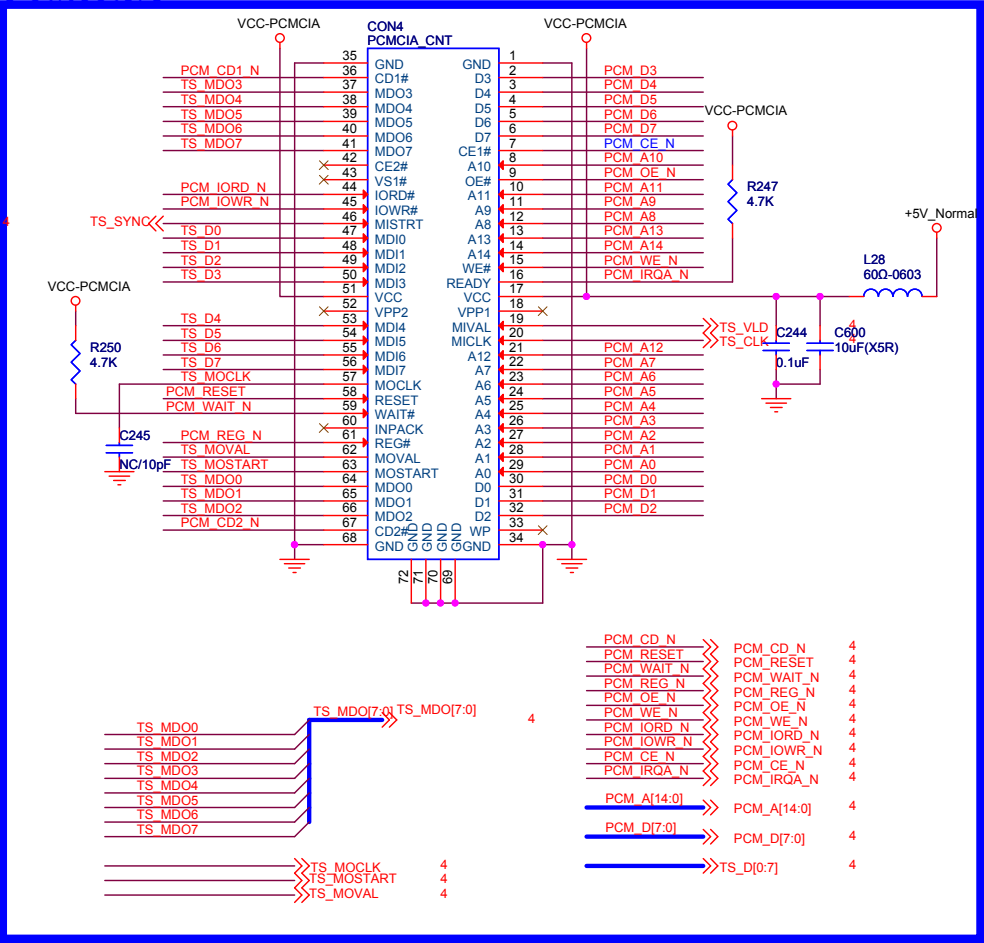 VCC-PCMCIA
VCC-PCMCIA
CON4
PCMCIA_CNT
35 GND GND 1
PCM_CD1_N 36 CD1# D3 2 PCM_D3
TS_MDO3 37 MDO3 D4 3 PCM_D4
TS_MDO4 38 MDO4 D5 4 PCM_D5
TS_MDO5 39 MDO5 D6 5 PCM_D6
TS_MDO6 40 MDO6 D7 6 PCM_D7
TS_MDO7 41 MDO7 CE1# 7 PCM_CE_N
42 CE2# A10 8 PCM_A10
43 VS1# OE# 9 PCM_OE_N
PCM_IORD_N 44 IORD# A11 10 PCM_A11
PCM_IOWR_N 45 IOWR# A9 11 PCM_A9
4 TS_SYNC 46 MISTRT A8 12 PCM_A8
TS_D0 47 MDI0 A13 13 PCM_A13
TS_D1 48 MDI1 A14 14 PCM_A14
TS_D2 49 MDI2 WE# 15 PCM_WE_N
TS_D3 50 MDI3 READY 16 PCM_IRQA_N
51 VCC VCC 17
52 VPP2 VPP1 18
TS_D4 53 MDI4 MIVAL 19 TS_VLD 4
TS_D5 54 MDI5 MICLK 20 TS_CLK 4
TS_D6 55 MDI6 A12 21 PCM_A12
TS_D7 56 MDI7 A7 22 PCM_A7
TS_MOCLK 57 MOCLK A6 23 PCM_A6
PCM_RESET 58 RESET A5 24 PCM_A5
PCM_WAIT_N 59 WAIT# A4 25 PCM_A4
60 INPACK A3 26 PCM_A3
PCM_REG_N 61 REG# A2 27 PCM_A2
TS_MOVAL 62 MOVAL A1 28 PCM_A1
TS_MOSTART 63 MOSTART A0 29 PCM_A0
TS_MDO0 64 MDO0 D0 30 PCM_D0
TS_MDO1 65 MDO1 D1 31 PCM_D1
TS_MDO2 66 MDO2 D2 32 PCM_D2
PCM_CD2_N 67 CD2# WP 33
68 GND GND 34
GND GND GND GND
72 71 70 69
VCC-PCMCIA
R247
4.7K
+5V_Normal
L28
60Ω-0603
C244
0.1uF
C600
10uF(X5R)
VCC-PCMCIA
R250
4.7K
C245
NC/10pF
PCM_CD_N PCM_CD_N 4
PCM_RESET PCM_RESET 4
PCM_WAIT_N PCM_WAIT_N 4
PCM_REG_N PCM_REG_N 4
PCM_OE_N PCM_OE_N 4
PCM_WE_N PCM_WE_N 4
PCM_IORD_N PCM_IORD_N 4
PCM_IOWR_N PCM_IOWR_N 4
PCM_CE_N PCM_CE_N 4
PCM_IRQA_N PCM_IRQA_N 4
PCM_A[14:0] PCM_A[14:0] 4
PCM_D[7:0] PCM_D[7:0] 4
TS_D[0:7] 4
TS_MDO[7:0] TS_MDO[7:0] 4
TS_MDO0
TS_MDO1
TS_MDO2
TS_MDO3
TS_MDO4
TS_MDO5
TS_MDO6
TS_MDO7
TS_MOCLK 4
TS_MOSTART 4
TS_MOVAL 4